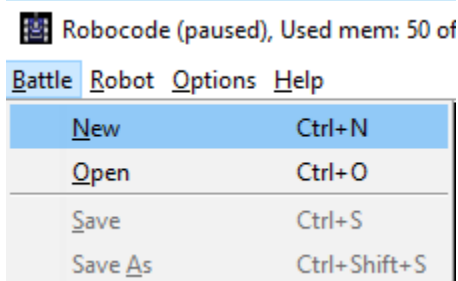 Robocode (paused), Used mem: 50 of
Battle Robot Options Help
New Ctrl+N
Open Ctrl+O
Save Ctrl+S
Save As Ctrl+Shift+S